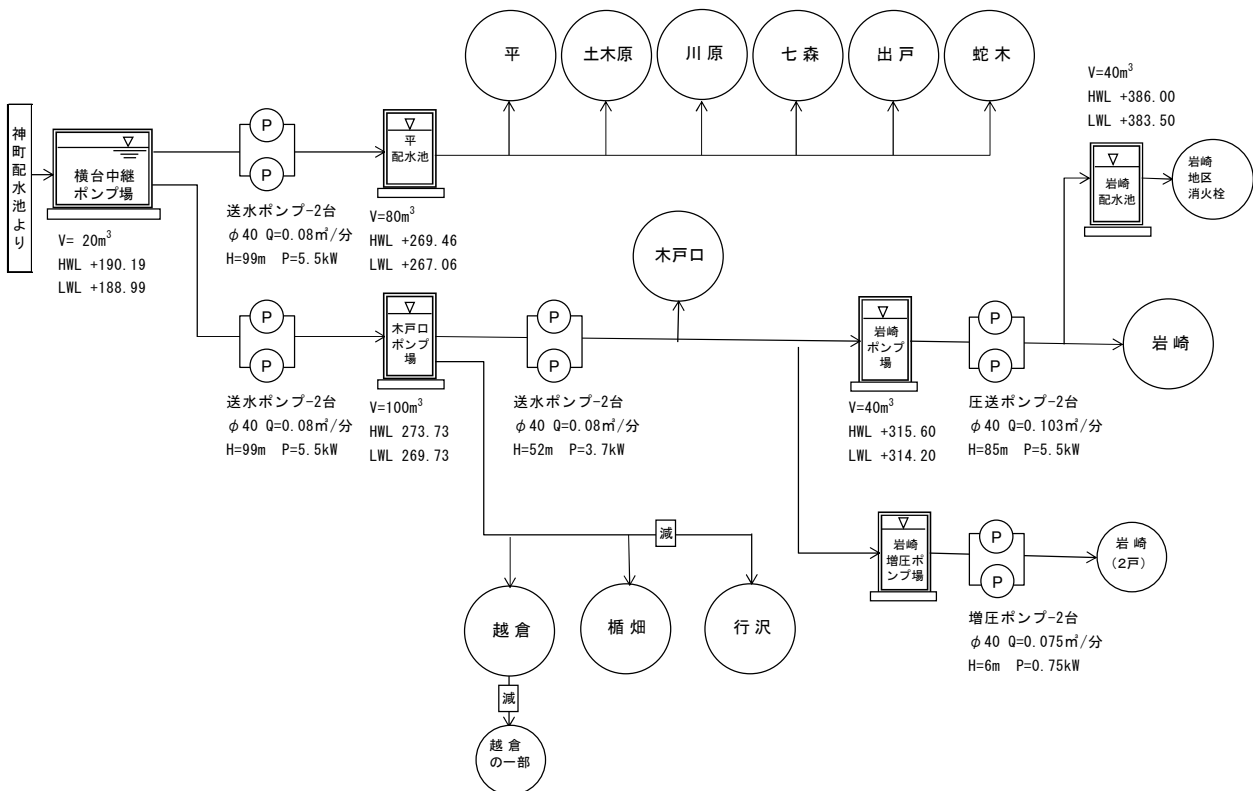 平
土木原
川原
七森
出戸
蛇木
V=40m³
HWL +386.00
LWL +383.50
神町配水池より
横台中継
ポンプ場
V= 20m³
HWL +190.19
LWL +188.99
P
P
送水ポンプ-2台
φ40 Q=0.08㎥/分
H=99m P=5.5kW
平
配水池
V=80m³
HWL +269.46
LWL +267.06
岩崎
配水池
岩崎
地区
消火栓
木戸口
P
P
送水ポンプ-2台
φ40 Q=0.08㎥/分
H=99m P=5.5kW
木戸口
ポンプ
場
V=100m³
HWL 273.73
LWL 269.73
P
P
送水ポンプ-2台
φ40 Q=0.08㎥/分
H=52m P=3.7kW
岩崎
ポンプ
場
V=40m³
HWL +315.60
LWL +314.20
P
P
圧送ポンプ-2台
φ40 Q=0.103㎥/分
H=85m P=5.5kW
岩崎
減
岩崎
増圧ポ
ンプ場
P
P
増圧ポンプ-2台
φ40 Q=0.075㎥/分
H=6m P=0.75kW
岩崎
(2戸)
越倉
楯畑
行沢
減
越倉
の一部